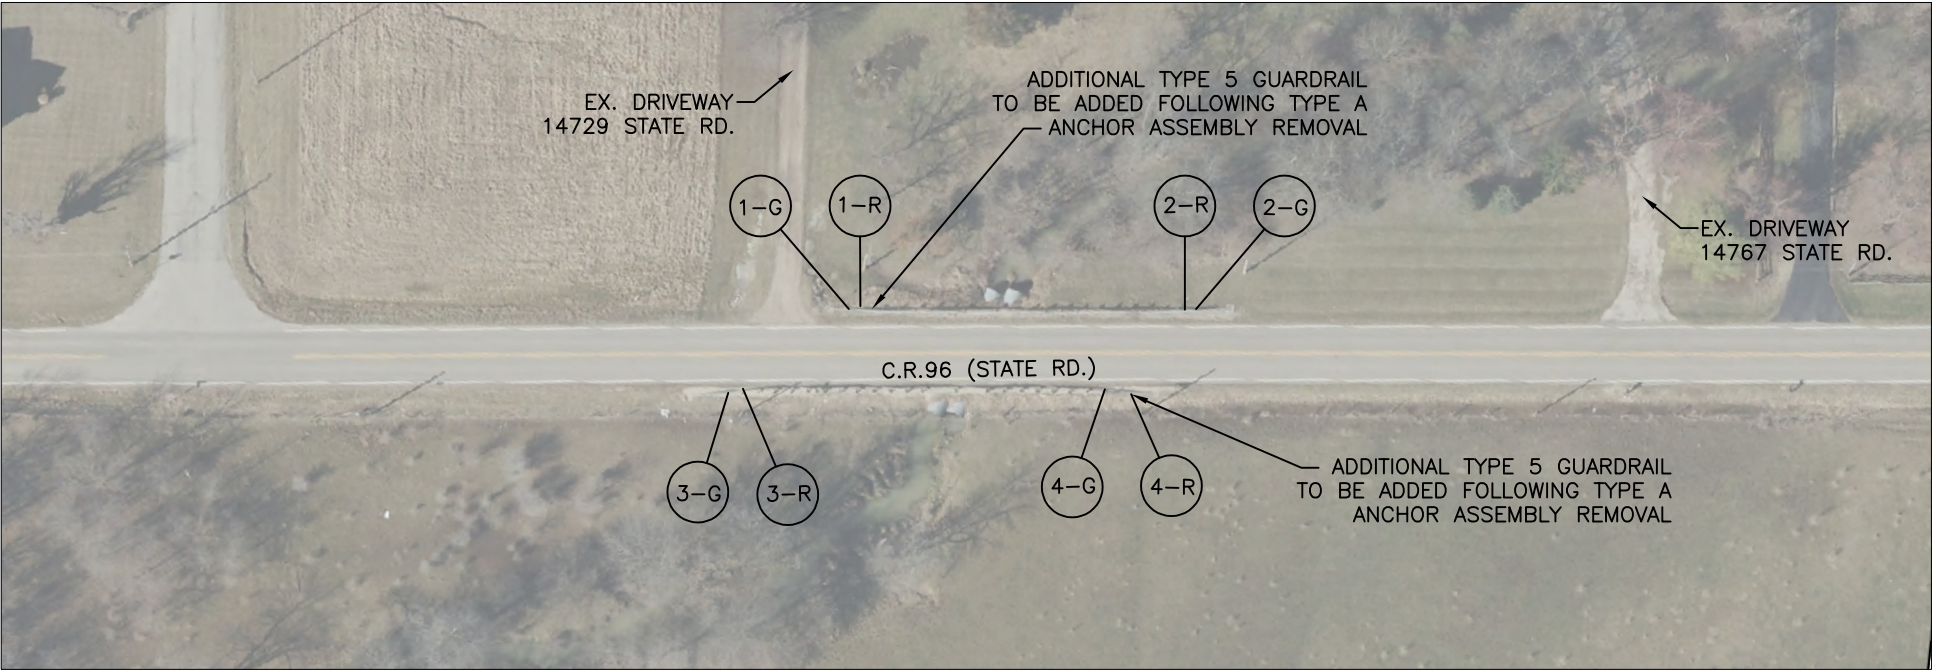 EX. DRIVEWAY
14729 STATE RD.
ADDITIONAL TYPE 5 GUARDRAIL
TO BE ADDED FOLLOWING TYPE A
ANCHOR ASSEMBLY REMOVAL
1-G
1-R
2-R
2-G
EX. DRIVEWAY
14767 STATE RD.
C.R.96 (STATE RD.)
3-G
3-R
4-G
4-R
ADDITIONAL TYPE 5 GUARDRAIL
TO BE ADDED FOLLOWING TYPE A
ANCHOR ASSEMBLY REMOVAL